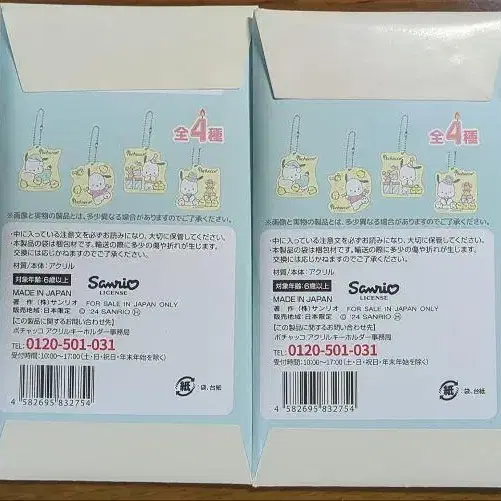 全4種
※画像と実物の製品とは、多少異なる場合がありますのでご了承ください。
中に入っている注意文を必ずお読みになり、大切に保管してください。
本製品の袋は梱包材です。輸送の際に多少の傷や折れが生じます。
交換には応じかねますのでご了承ください。
材質/本体:アクリル
対象年齢:6歳以上
MADE IN JAPAN
Sanrio
LICENSE
著 作 (株)サンリオ FOR SALE IN JAPAN ONLY
販売地域:日本限定 Ⓒ '24 SANRIO Ⓗ
【この製品に関するお問い合わせ先】
ポチャッコ アクリルキーホルダー事務局
TEL:0120-501-031
受付時間:10:00〜17:00(土・日・祝日・年末年始を除く)
紙 袋、台紙
4 582695 832754
全4種
※画像と実物の製品とは、多少異なる場合がありますのでご了承ください。
中に入っている注意文を必ずお読みになり、大切に保管してください。
本製品の袋は梱包材です。輸送の際に多少の傷や折れが生じます。
交換には応じかねますのでご了承ください。
材質/本体:アクリル
対象年齢:6歳以上
MADE IN JAPAN
Sanrio
LICENSE
著 作 (株)サンリオ FOR SALE IN JAPAN ONLY
販売地域:日本限定 Ⓒ '24 SANRIO Ⓗ
【この製品に関するお問い合わせ先】
ポチャッコ アクリルキーホルダー事務局
TEL:0120-501-031
受付時間:10:00〜17:00(土・日・祝日・年末年始を除く)
紙 袋、台紙
4 582695 832754